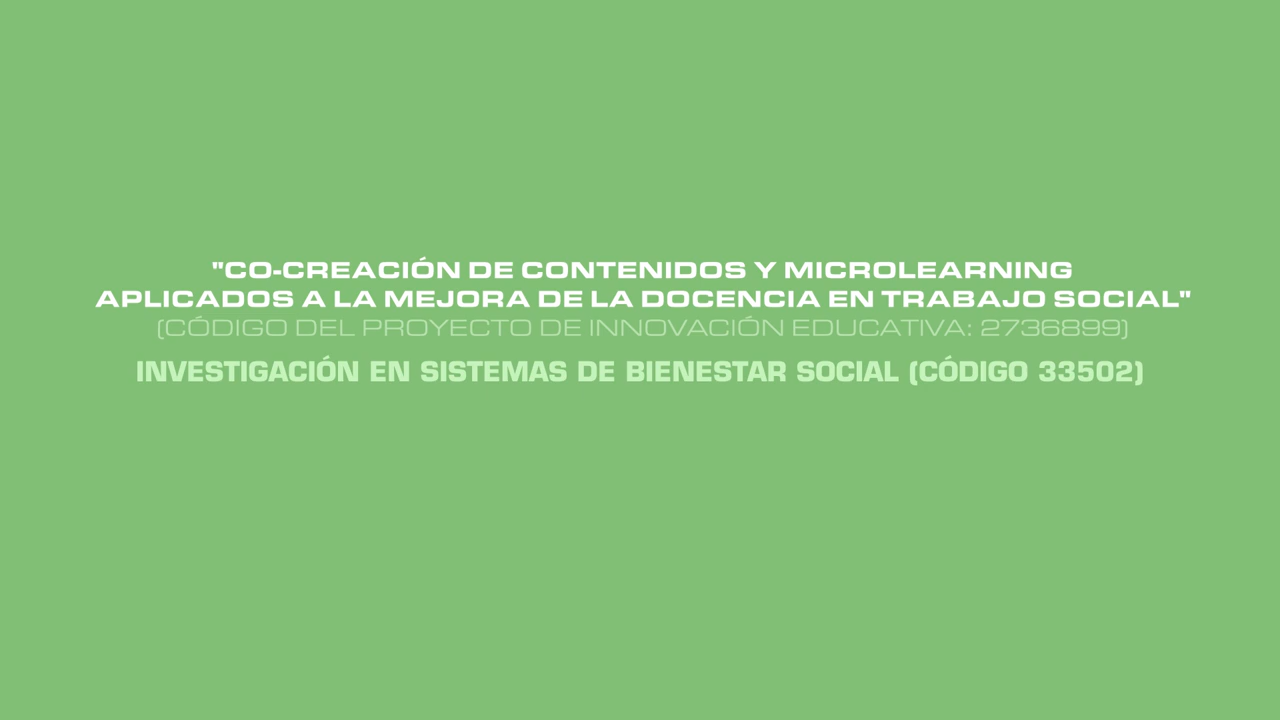 "CO-CREACIÓN DE CONTENIDOS Y MICROLEARNING
APLICADOS A LA MEJORA DE LA DOCENCIA EN TRABAJO SOCIAL"
(CÓDIGO DEL PROYECTO DE INNOVACIÓN EDUCATIVA: 2736899)
INVESTIGACIÓN EN SISTEMAS DE BIENESTAR SOCIAL (CÓDIGO 33502)